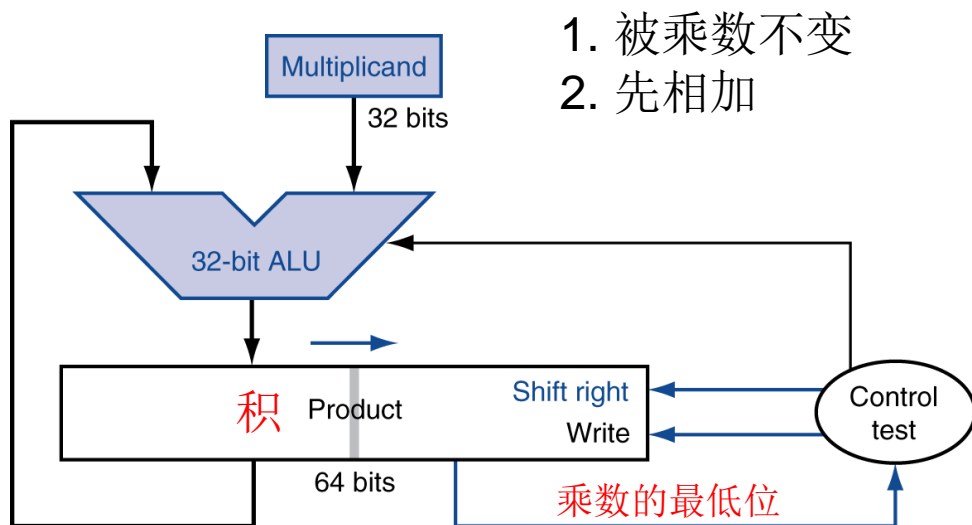 1. 被乘数不变
2. 先相加
Multiplicand
32 bits
32-bit ALU
积 Product
Shift right
Write
Control
test
64 bits
乘数的最低位